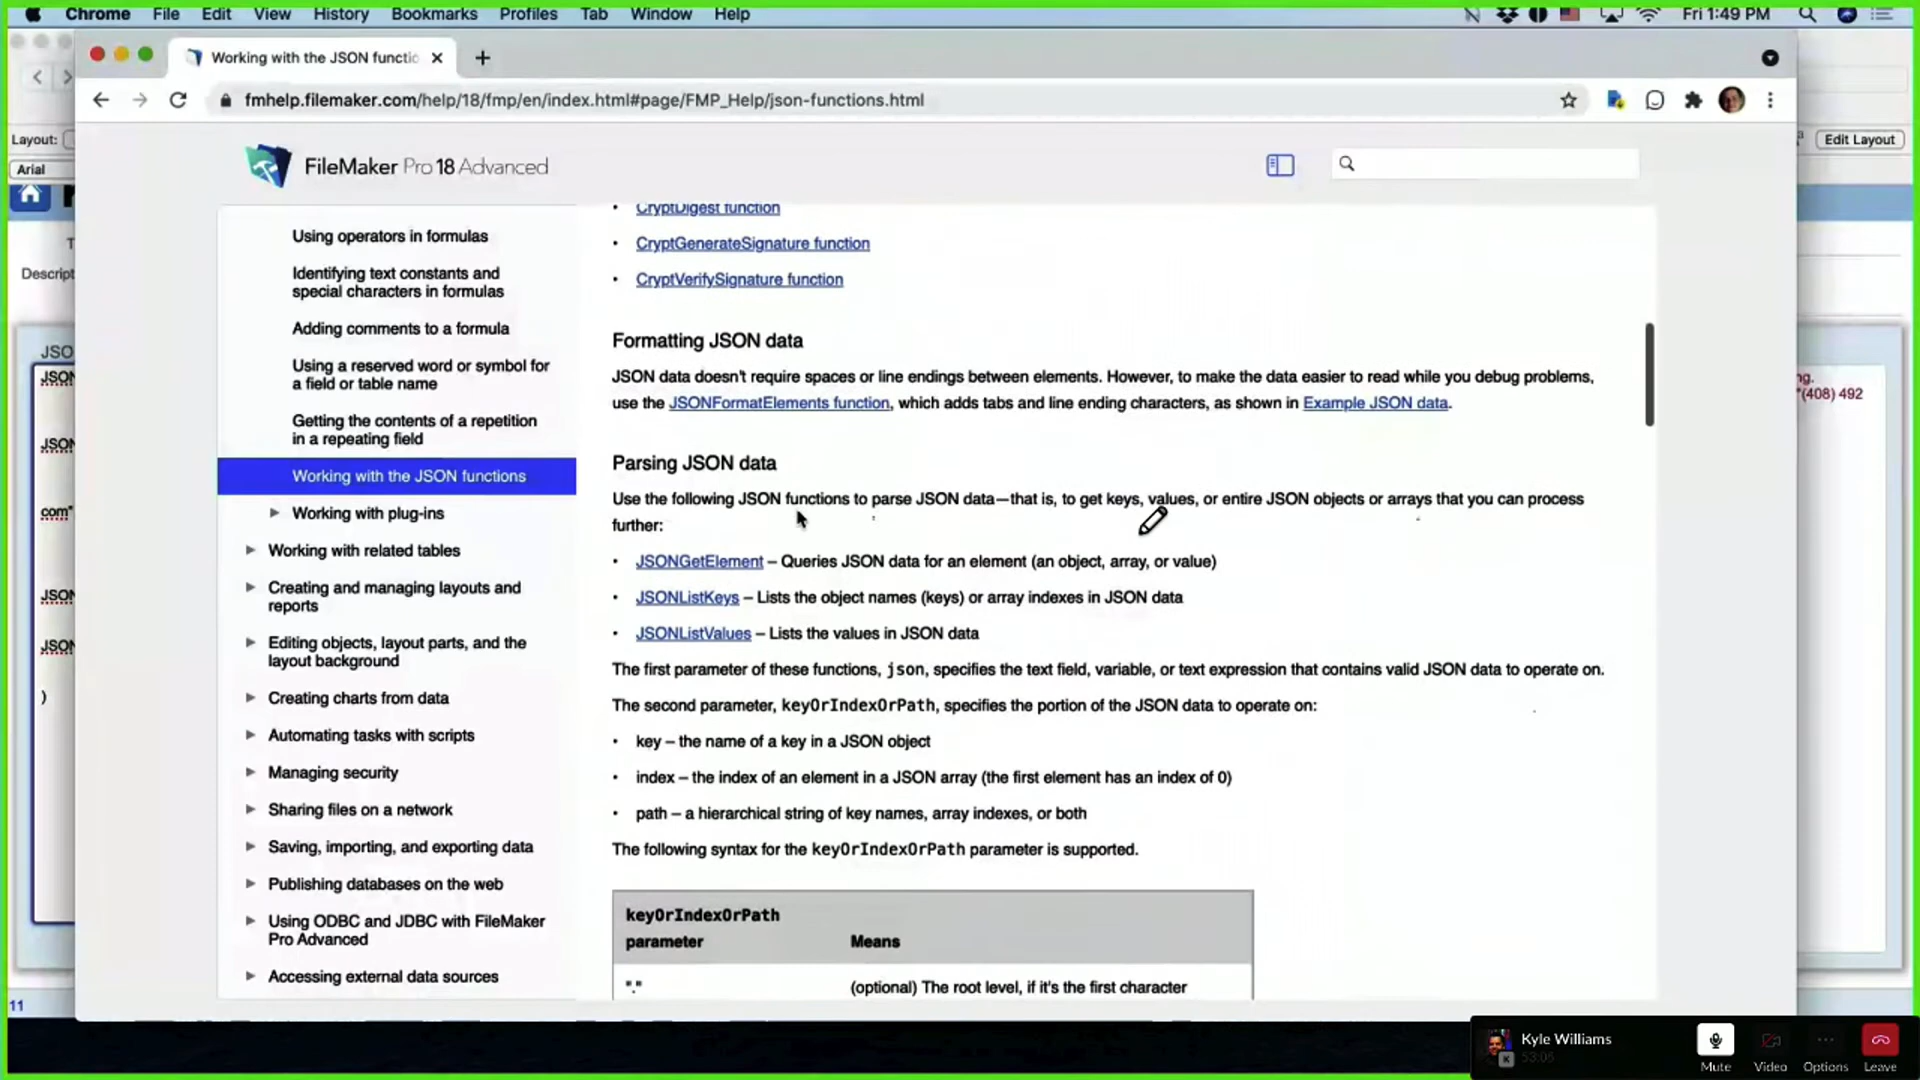 Chrome File Edit View History Bookmarks Profiles Tab Window Help Fri 1:49 PM
Working with the JSON functio
fmhelp.filemaker.com/help/18/fmp/en/index.html#page/FMP_Help/json-functions.html
Layout:
Edit Layout
Arial
FileMaker Pro 18 Advanced
Descript
JSO
JSON
JSON
com"
JSON
JSON
)
11
Using operators in formulas
Identifying text constants and
special characters in formulas
Adding comments to a formula
Using a reserved word or symbol for
a field or table name
Getting the contents of a repetition
in a repeating field
Working with the JSON functions
Working with plug-ins
Working with related tables
Creating and managing layouts and
reports
Editing objects, layout parts, and the
layout background
Creating charts from data
Automating tasks with scripts
Managing security
Sharing files on a network
Saving, importing, and exporting data
Publishing databases on the web
Using ODBC and JDBC with FileMaker
Pro Advanced
Accessing external data sources
• CryptDigest function
• CryptGenerateSignature function
• CryptVerifySignature function
Formatting JSON data
JSON data doesn't require spaces or line endings between elements. However, to make the data easier to read while you debug problems,
use the JSONFormatElements function, which adds tabs and line ending characters, as shown in Example JSON data.
Parsing JSON data
Use the following JSON functions to parse JSON data—that is, to get keys, values, or entire JSON objects or arrays that you can process
further:
• JSONGetElement – Queries JSON data for an element (an object, array, or value)
• JSONListKeys – Lists the object names (keys) or array indexes in JSON data
• JSONListValues – Lists the values in JSON data
The first parameter of these functions, json, specifies the text field, variable, or text expression that contains valid JSON data to operate on.
The second parameter, keyOrIndexOrPath, specifies the portion of the JSON data to operate on:
• key – the name of a key in a JSON object
• index – the index of an element in a JSON array (the first element has an index of 0)
• path – a hierarchical string of key names, array indexes, or both
The following syntax for the keyOrIndexOrPath parameter is supported.
keyOrIndexOrPath
parameter Means
"." (optional) The root level, if it's the first character
ng.
"(408) 492
Kyle Williams
53:05
K
Mute Video Options Leave